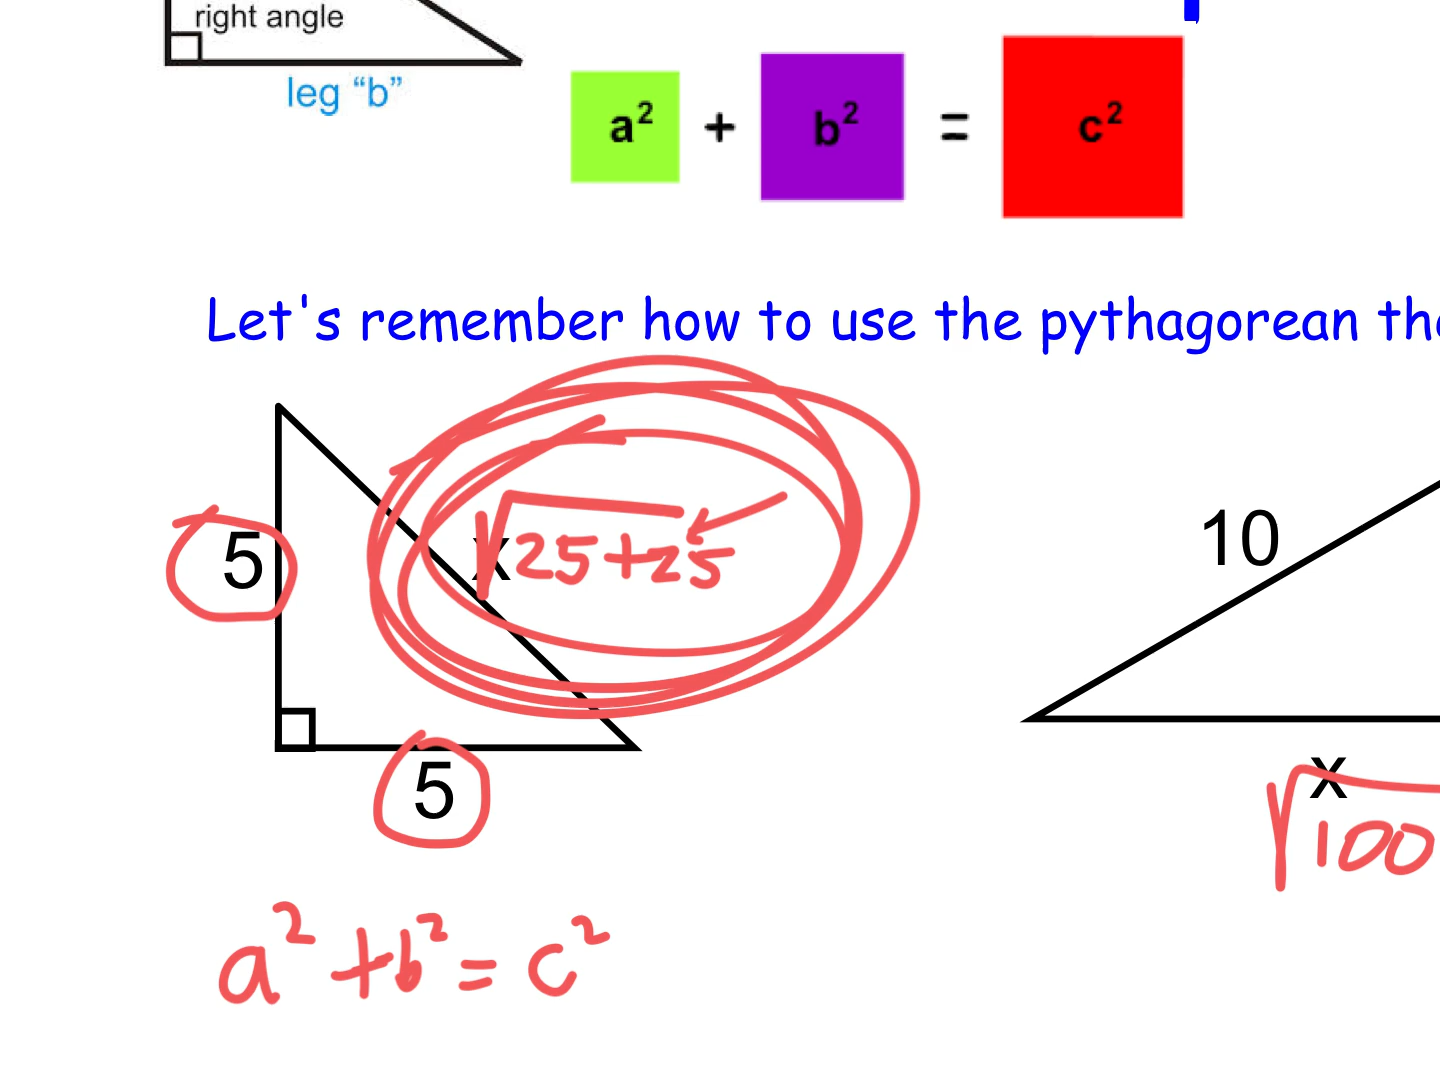 right angle
leg “b”
a² + b² = c²
Let's remember how to use the pythagorean
5
x
√25+25
10
5
x
√100
a² + b² = c²